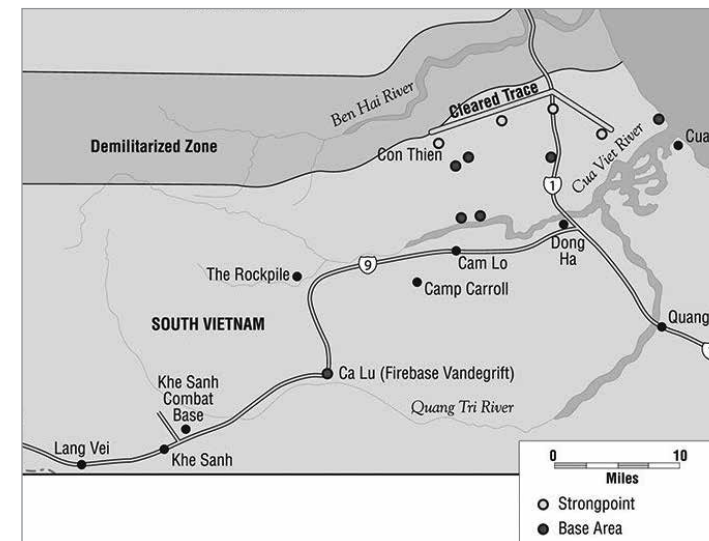 Ben Hai River
Cleared Trace
Demilitarized Zone
Con Thien
Cua Viet River
Cua
1
Dong
Ha
9
Cam Lo
The Rockpile
Camp Carroll
SOUTH VIETNAM
Quang
Ca Lu (Firebase Vandegrift)
Khe Sanh
Combat
Base
Quang Tri River
Lang Vei
Khe Sanh
0 10
Miles
Strongpoint
Base Area